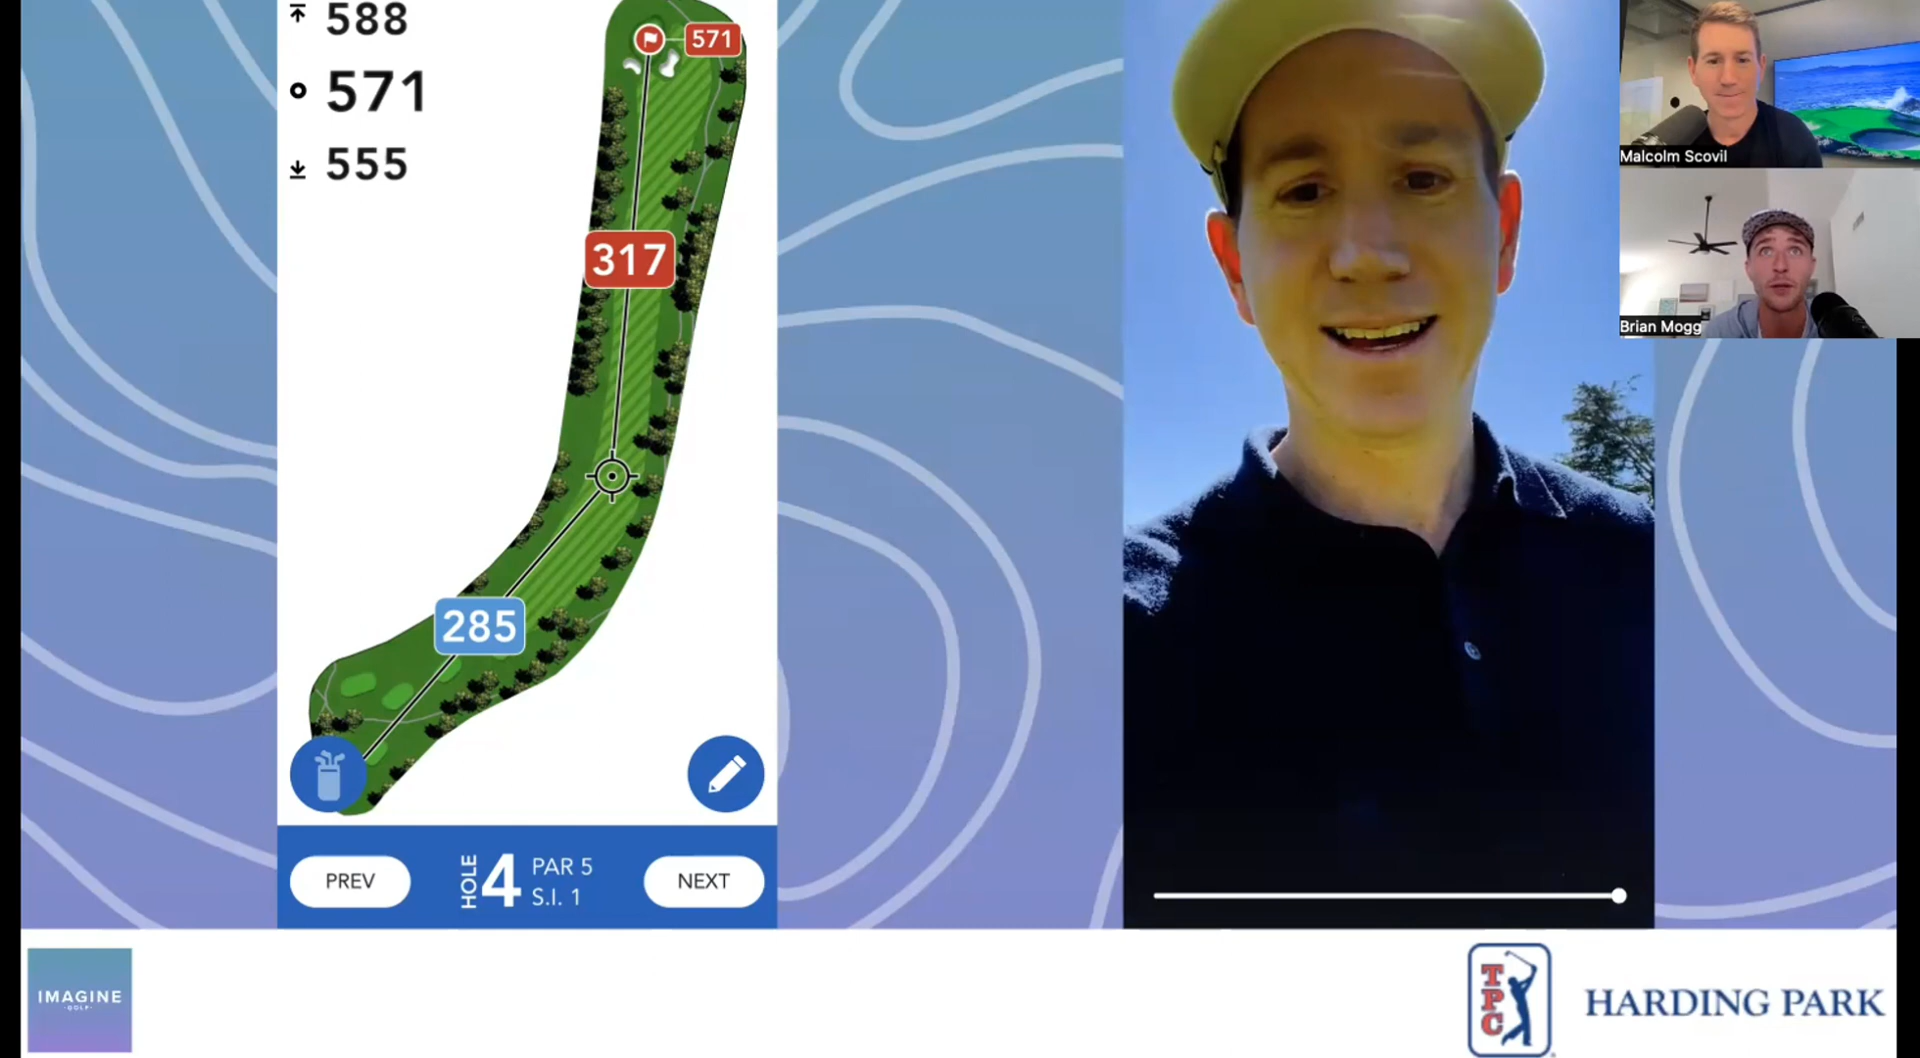 588
571
555
571
317
285
PREV
HOLE
4
PAR 5
S.I. 1
NEXT
Malcolm Scovil
Brian Mogg
IMAGINE
-GOLF-
TPC
HARDING PARK